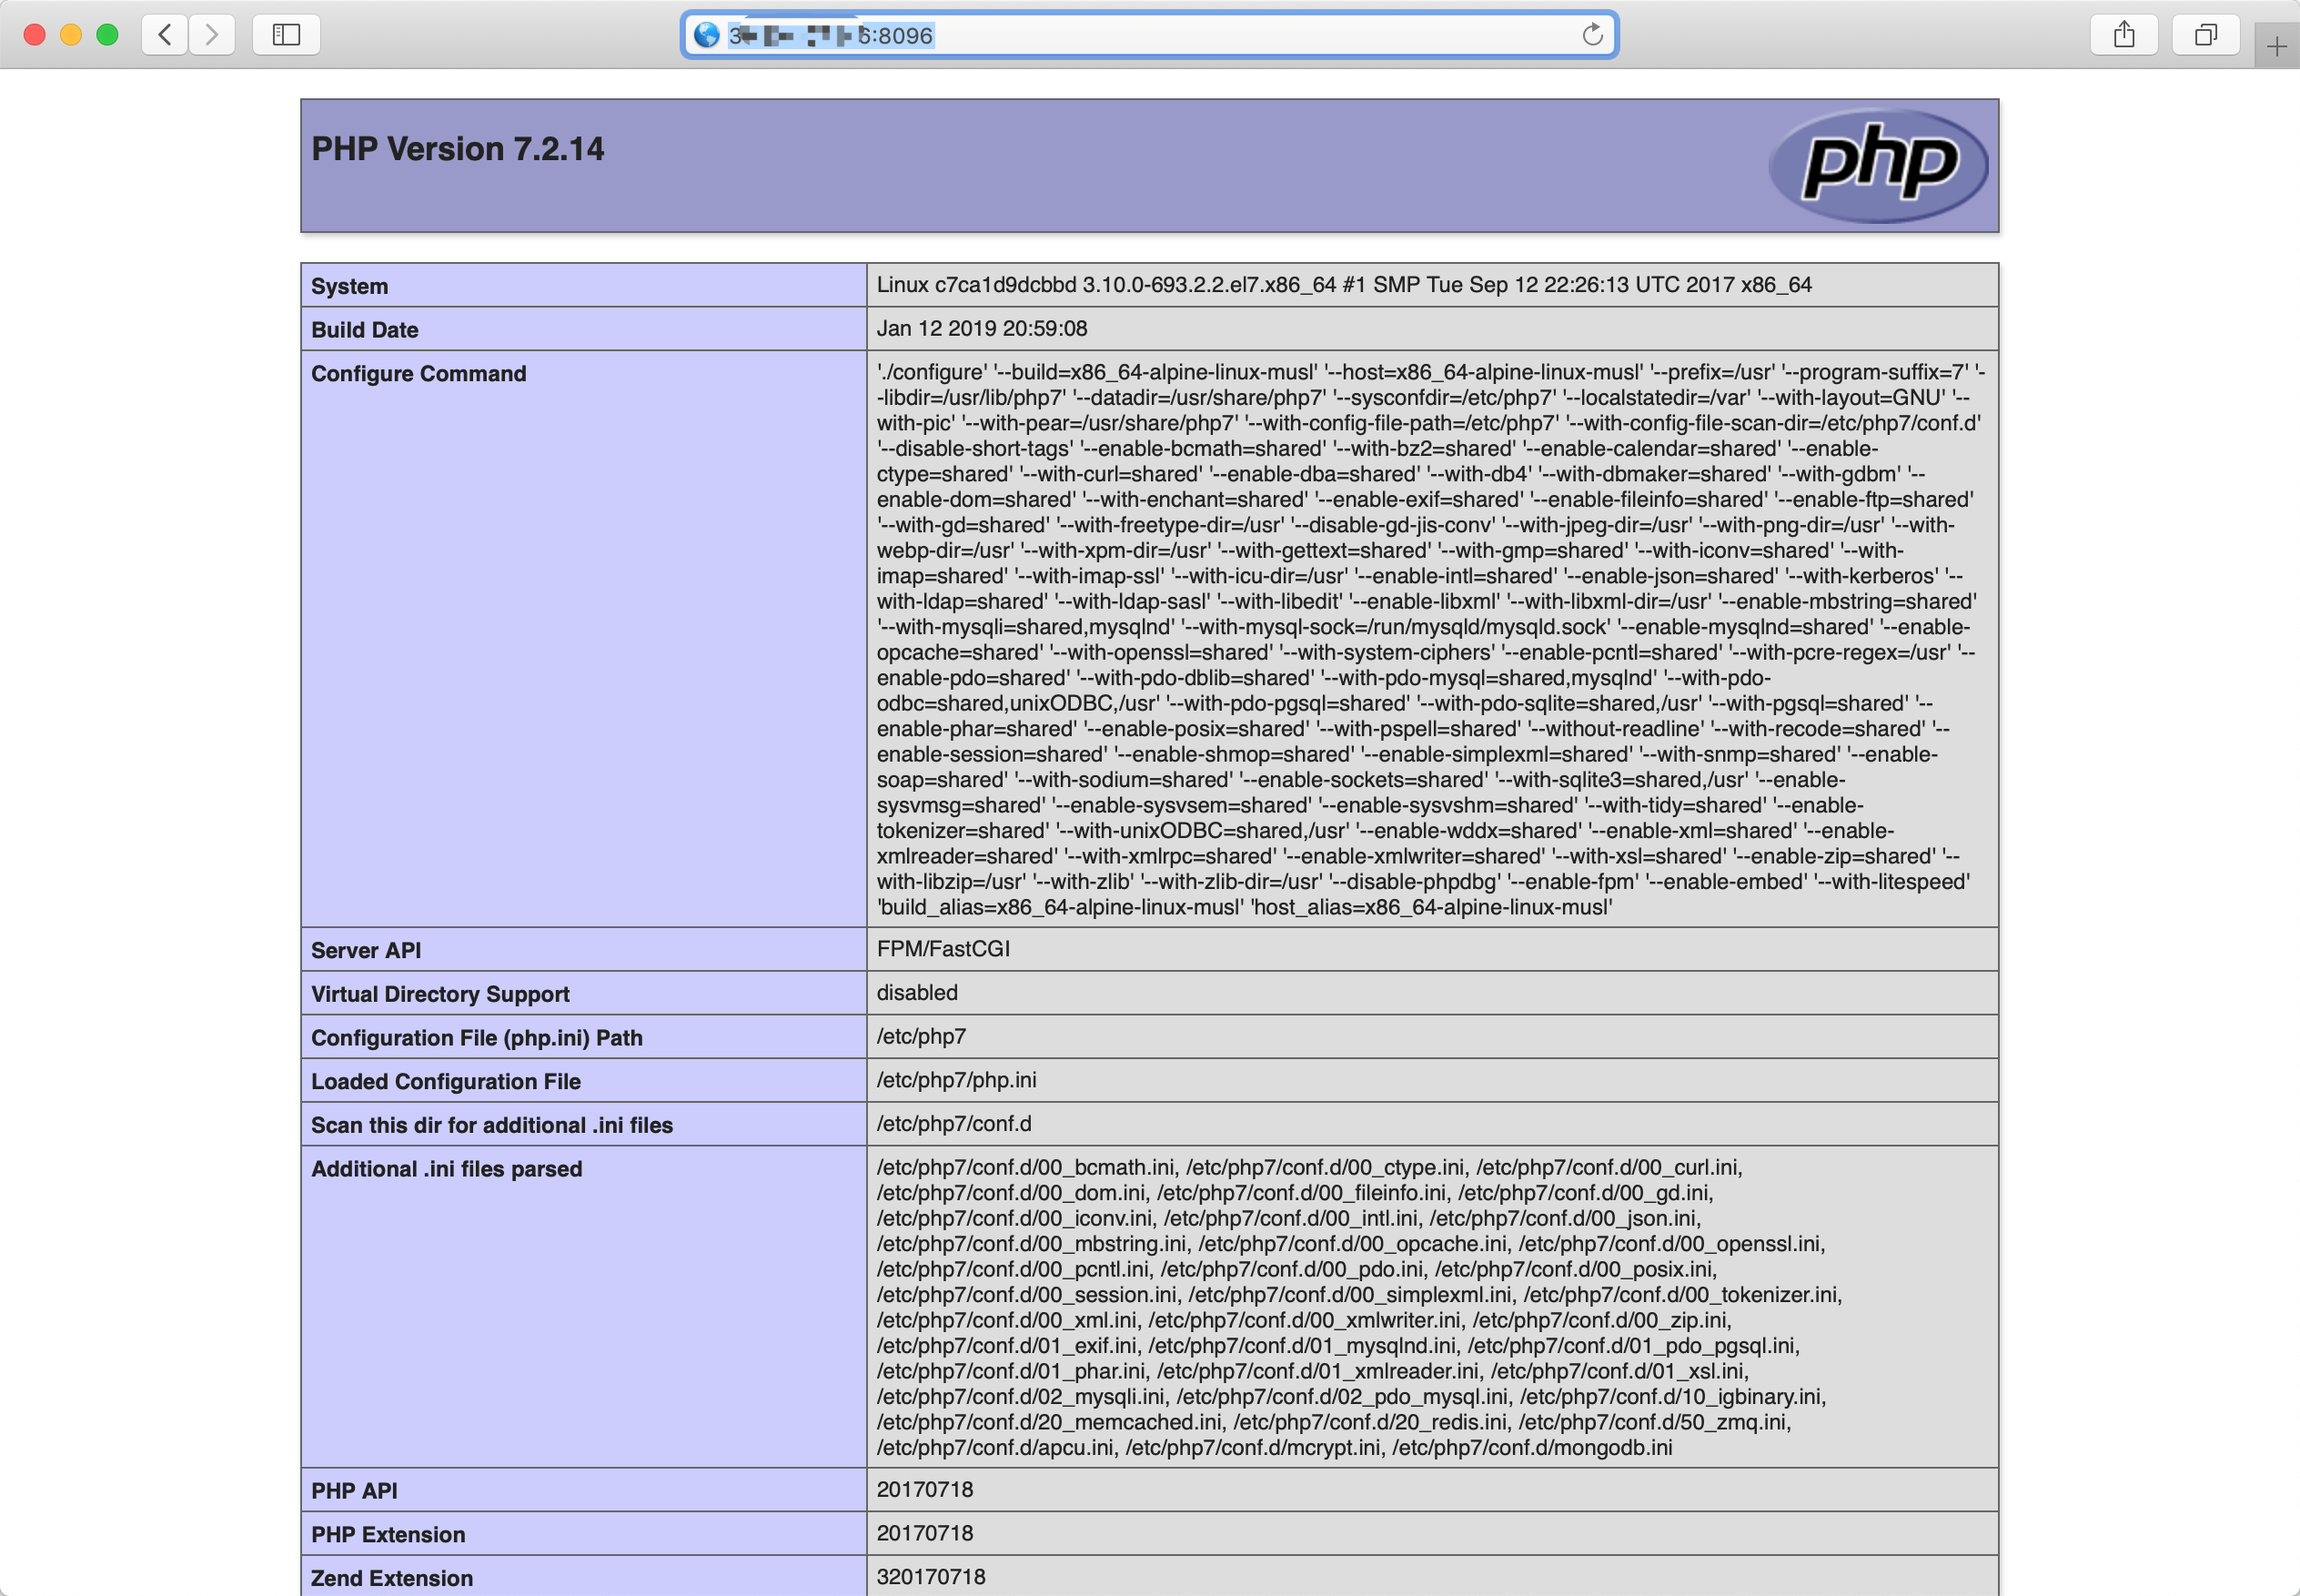 6:8096
PHP Version 7.2.14
php
System
Linux c7ca1d9dcbbd 3.10.0-693.2.2.el7.x86_64 #1 SMP Tue Sep 12 22:26:13 UTC 2017 x86_64
Build Date
Jan 12 2019 20:59:08
Configure Command
'./configure' '--build=x86_64-alpine-linux-musl' '--host=x86_64-alpine-linux-musl' '--prefix=/usr' '--program-suffix=7' '-
-libdir=/usr/lib/php7' '--datadir=/usr/share/php7' '--sysconfdir=/etc/php7' '--localstatedir=/var' '--with-layout=GNU' '--
with-pic' '--with-pear=/usr/share/php7' '--with-config-file-path=/etc/php7' '--with-config-file-scan-dir=/etc/php7/conf.d'
'--disable-short-tags' '--enable-bcmath=shared' '--with-bz2=shared' '--enable-calendar=shared' '--enable-
ctype=shared' '--with-curl=shared' '--enable-dba=shared' '--with-db4' '--with-dbmaker=shared' '--with-gdbm' '--
enable-dom=shared' '--with-enchant=shared' '--enable-exif=shared' '--enable-fileinfo=shared' '--enable-ftp=shared'
'--with-gd=shared' '--with-freetype-dir=/usr' '--disable-gd-jis-conv' '--with-jpeg-dir=/usr' '--with-png-dir=/usr' '--with-
webp-dir=/usr' '--with-xpm-dir=/usr' '--with-gettext=shared' '--with-gmp=shared' '--with-iconv=shared' '--with-
imap=shared' '--with-imap-ssl' '--with-icu-dir=/usr' '--enable-intl=shared' '--enable-json=shared' '--with-kerberos' '--
with-ldap=shared' '--with-ldap-sasl' '--with-libedit' '--enable-libxml' '--with-libxml-dir=/usr' '--enable-mbstring=shared'
'--with-mysqli=shared,mysqlnd' '--with-mysql-sock=/run/mysqld/mysqld.sock' '--enable-mysqlnd=shared' '--enable-
opcache=shared' '--with-openssl=shared' '--with-system-ciphers' '--enable-pcntl=shared' '--with-pcre-regex=/usr' '--
enable-pdo=shared' '--with-pdo-dblib=shared' '--with-pdo-mysql=shared,mysqlnd' '--with-pdo-
odbc=shared,unixODBC,/usr' '--with-pdo-pgsql=shared' '--with-pdo-sqlite=shared,/usr' '--with-pgsql=shared' '--
enable-phar=shared' '--enable-posix=shared' '--with-pspell=shared' '--without-readline' '--with-recode=shared' '--
enable-session=shared' '--enable-shmop=shared' '--enable-simplexml=shared' '--with-snmp=shared' '--enable-
soap=shared' '--with-sodium=shared' '--enable-sockets=shared' '--with-sqlite3=shared,/usr' '--enable-
sysvmsg=shared' '--enable-sysvsem=shared' '--enable-sysvshm=shared' '--with-tidy=shared' '--enable-
tokenizer=shared' '--with-unixODBC=shared,/usr' '--enable-wddx=shared' '--enable-xml=shared' '--enable-
xmlreader=shared' '--with-xmlrpc=shared' '--enable-xmlwriter=shared' '--with-xsl=shared' '--enable-zip=shared' '--
with-libzip=/usr' '--with-zlib' '--with-zlib-dir=/usr' '--disable-phpdbg' '--enable-fpm' '--enable-embed' '--with-litespeed'
'build_alias=x86_64-alpine-linux-musl' 'host_alias=x86_64-alpine-linux-musl'
Server API
FPM/FastCGI
Virtual Directory Support
disabled
Configuration File (php.ini) Path
/etc/php7
Loaded Configuration File
/etc/php7/php.ini
Scan this dir for additional .ini files
/etc/php7/conf.d
Additional .ini files parsed
/etc/php7/conf.d/00_bcmath.ini, /etc/php7/conf.d/00_ctype.ini, /etc/php7/conf.d/00_curl.ini,
/etc/php7/conf.d/00_dom.ini, /etc/php7/conf.d/00_fileinfo.ini, /etc/php7/conf.d/00_gd.ini,
/etc/php7/conf.d/00_iconv.ini, /etc/php7/conf.d/00_intl.ini, /etc/php7/conf.d/00_json.ini,
/etc/php7/conf.d/00_mbstring.ini, /etc/php7/conf.d/00_opcache.ini, /etc/php7/conf.d/00_openssl.ini,
/etc/php7/conf.d/00_pcntl.ini, /etc/php7/conf.d/00_pdo.ini, /etc/php7/conf.d/00_posix.ini,
/etc/php7/conf.d/00_session.ini, /etc/php7/conf.d/00_simplexml.ini, /etc/php7/conf.d/00_tokenizer.ini,
/etc/php7/conf.d/00_xml.ini, /etc/php7/conf.d/00_xmlwriter.ini, /etc/php7/conf.d/00_zip.ini,
/etc/php7/conf.d/01_exif.ini, /etc/php7/conf.d/01_mysqlnd.ini, /etc/php7/conf.d/01_pdo_pgsql.ini,
/etc/php7/conf.d/01_phar.ini, /etc/php7/conf.d/01_xmlreader.ini, /etc/php7/conf.d/01_xsl.ini,
/etc/php7/conf.d/02_mysqli.ini, /etc/php7/conf.d/02_pdo_mysql.ini, /etc/php7/conf.d/10_igbinary.ini,
/etc/php7/conf.d/20_memcached.ini, /etc/php7/conf.d/20_redis.ini, /etc/php7/conf.d/50_zmq.ini,
/etc/php7/conf.d/apcu.ini, /etc/php7/conf.d/mcrypt.ini, /etc/php7/conf.d/mongodb.ini
PHP API
20170718
PHP Extension
20170718
Zend Extension
320170718